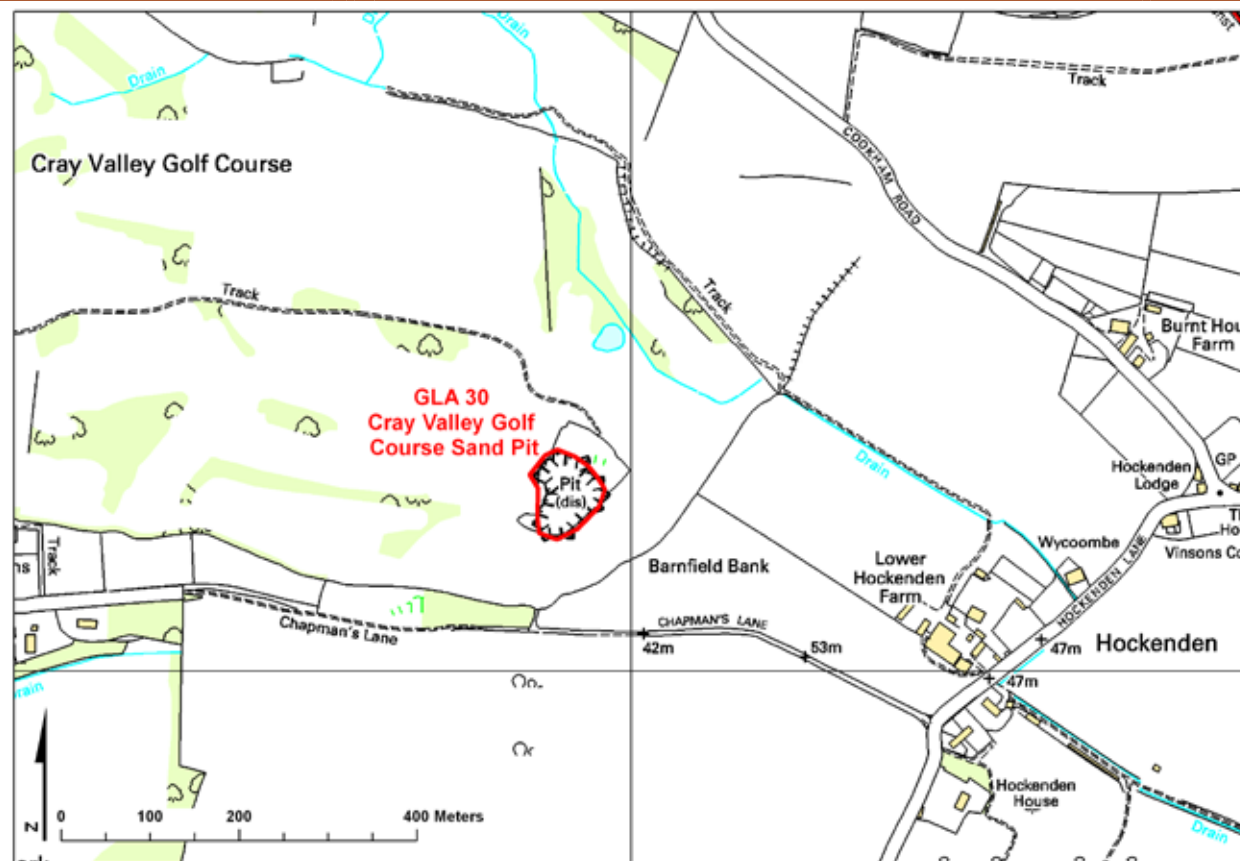 Drain
Drain
Track
COOKHAM ROAD
Cray Valley Golf Course
Track
Track
Burnt Hou
Farm
GLA 30
Cray Valley Golf
Course Sand Pit
Pit
(dis)
Drain
Hockenden
Lodge
GP
Track
Wycoombe
HOCKENDEN LANE
Vinsons Co
Barnfield Bank
Lower
Hockenden
Farm
Chapman's Lane
CHAPMAN'S LANE
42m
53m
47m
Hockenden
47m
rain
Hockenden
House
Drain
N
0 100 200 400 Meters